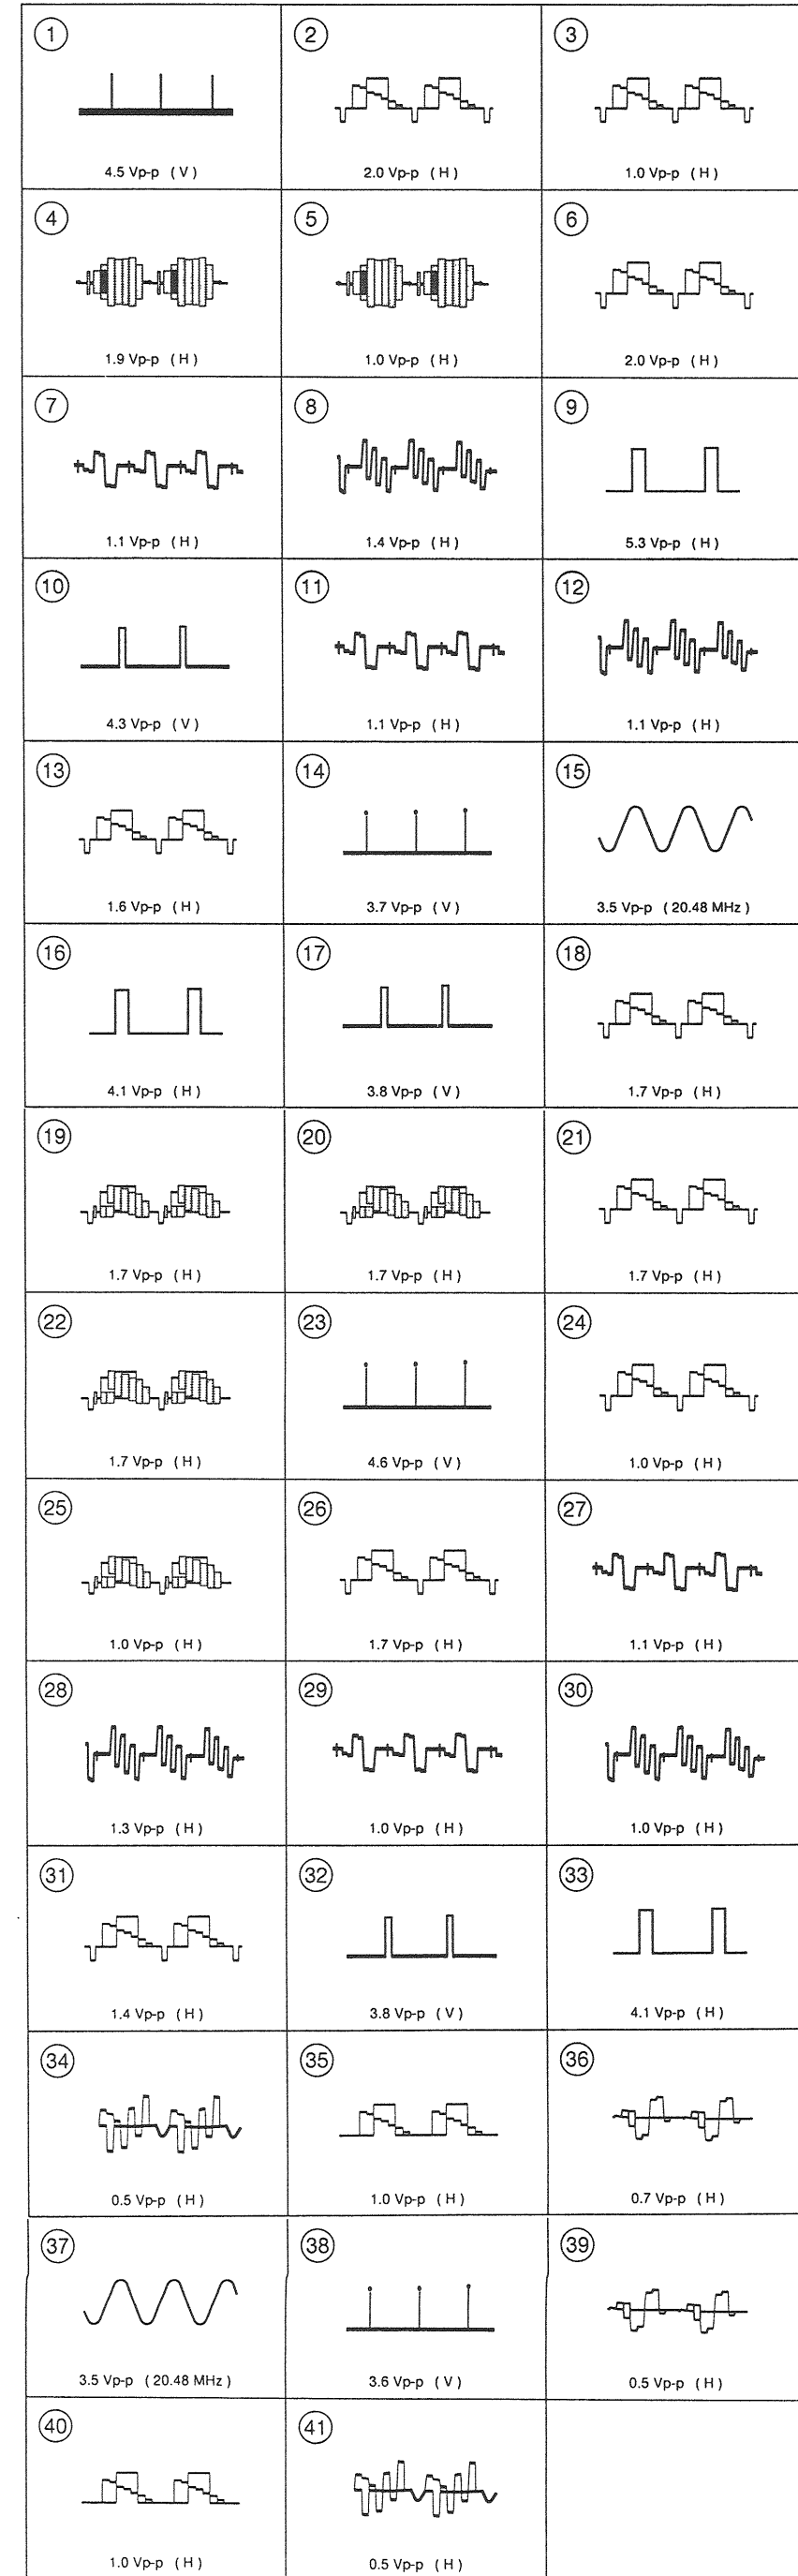 1 2 3
4.5 Vp-p ( V ) 2.0 Vp-p ( H ) 1.0 Vp-p ( H )
4 5 6
1.9 Vp-p ( H ) 1.0 Vp-p ( H ) 2.0 Vp-p ( H )
7 8 9
1.1 Vp-p ( H ) 1.4 Vp-p ( H ) 5.3 Vp-p ( H )
10 11 12
4.3 Vp-p ( V ) 1.1 Vp-p ( H ) 1.1 Vp-p ( H )
13 14 15
1.6 Vp-p ( H ) 3.7 Vp-p ( V ) 3.5 Vp-p ( 20.48 MHz )
16 17 18
4.1 Vp-p ( H ) 3.8 Vp-p ( V ) 1.7 Vp-p ( H )
19 20 21
1.7 Vp-p ( H ) 1.7 Vp-p ( H ) 1.7 Vp-p ( H )
22 23 24
1.7 Vp-p ( H ) 4.6 Vp-p ( V ) 1.0 Vp-p ( H )
25 26 27
1.0 Vp-p ( H ) 1.7 Vp-p ( H ) 1.1 Vp-p ( H )
28 29 30
1.3 Vp-p ( H ) 1.0 Vp-p ( H ) 1.0 Vp-p ( H )
31 32 33
1.4 Vp-p ( H ) 3.8 Vp-p ( V ) 4.1 Vp-p ( H )
34 35 36
0.5 Vp-p ( H ) 1.0 Vp-p ( H ) 0.7 Vp-p ( H )
37 38 39
3.5 Vp-p ( 20.48 MHz ) 3.6 Vp-p ( V ) 0.5 Vp-p ( H )
40 41
1.0 Vp-p ( H ) 0.5 Vp-p ( H )